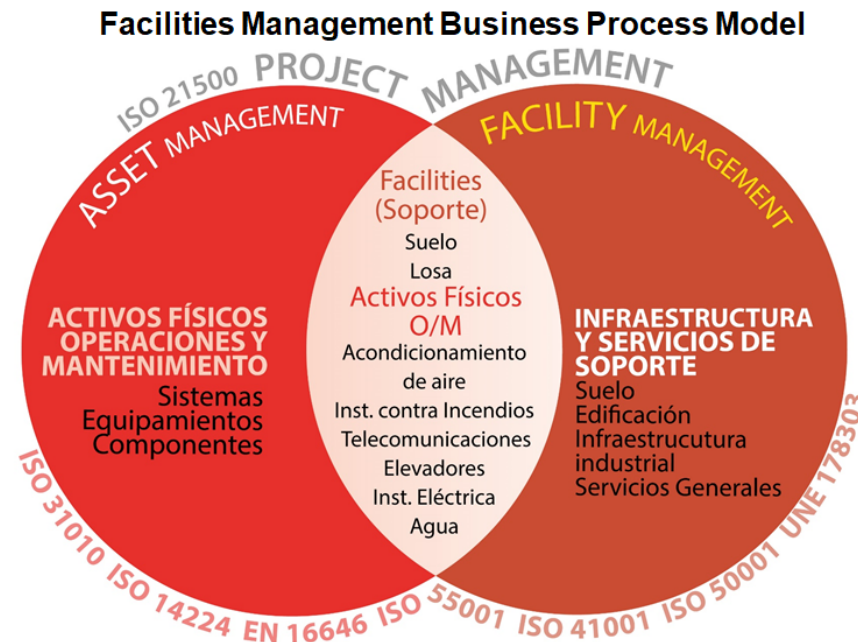 Facilities Management Business Process Model
ISO 21500 PROJECT MANAGEMENT
ASSET MANAGEMENT
FACILITY MANAGEMENT
Facilities
(Soporte)
Suelo
Losa
Activos Físicos
O/M
Acondicionamiento
de aire
Inst. contra Incendios
Telecomunicaciones
Elevadores
Inst. Eléctrica
Agua
ACTIVOS FÍSICOS
OPERACIONES Y
MANTENIMIENTO
Sistemas
Equipamientos
Componentes
INFRAESTRUCTURA
Y SERVICIOS DE
SOPORTE
Suelo
Edificación
Infraestrucutura
industrial
Servicios Generales
ISO 31010 ISO 14224 EN 16646 ISO 55001 ISO 41001 ISO 50001 UNE 178303